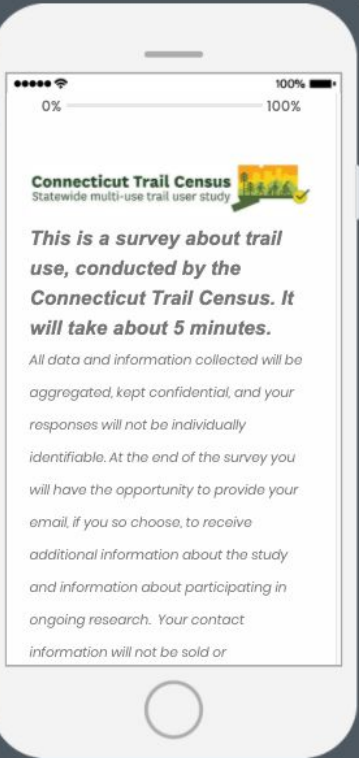 100%
0% 100%
Connecticut Trail Census
Statewide multi-use trail user study
This is a survey about trail
use, conducted by the
Connecticut Trail Census. It
will take about 5 minutes.
All data and information collected will be
aggregated, kept confidential, and your
responses will not be individually
identifiable. At the end of the survey you
will have the opportunity to provide your
email, if you so choose, to receive
additional information about the study
and information about participating in
ongoing research. Your contact
information will not be sold or